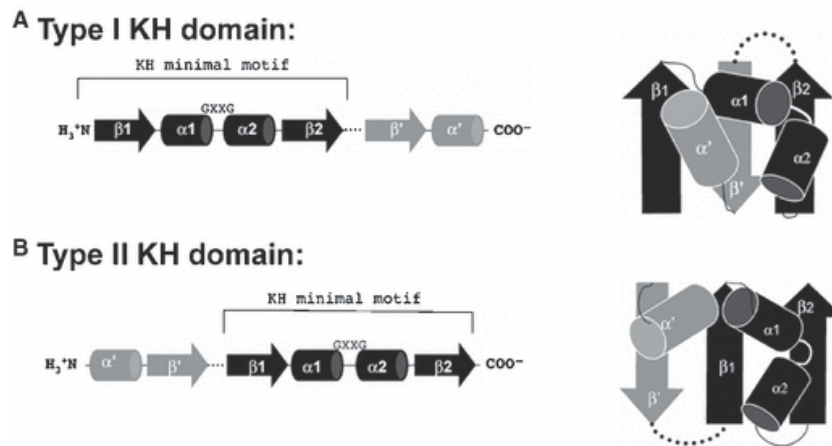 A Type I KH domain:
KH minimal motif
GXXG
H₃⁺N β1 α1 α2 β2 β' α' COO⁻
β1 α1 β2
α' α2
β'
B Type II KH domain:
KH minimal motif
GXXG
H₃⁺N α' β' β1 α1 α2 β2 COO⁻
α' α1 β2
β1
α2
β'